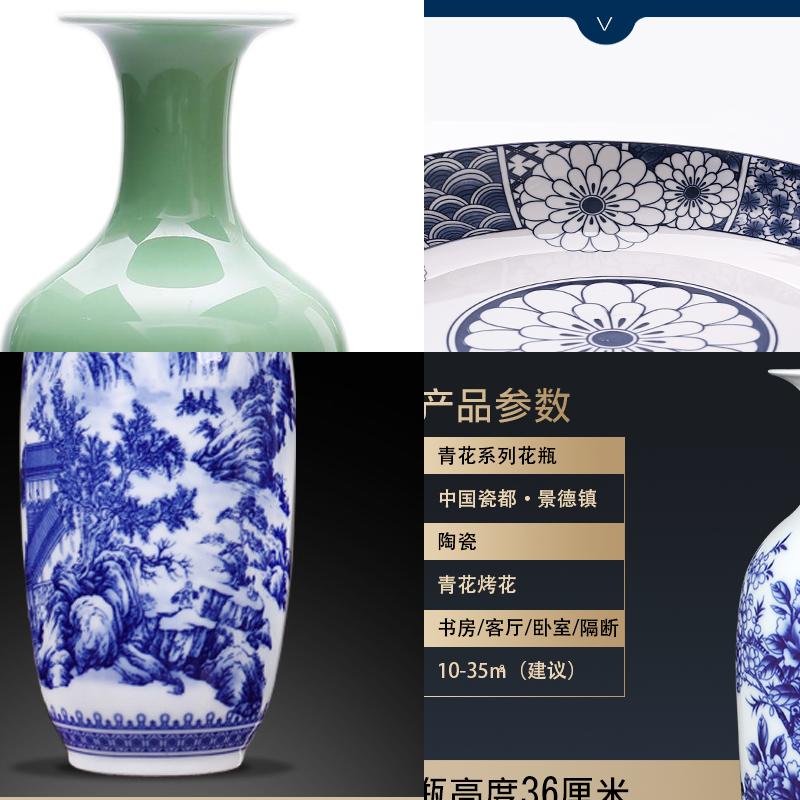 产品参数
青花系列花瓶
中国瓷都·景德镇
陶瓷
青花烤花
书房/客厅/卧室/隔断
10-35㎡（建议）
瓶高度36厘米